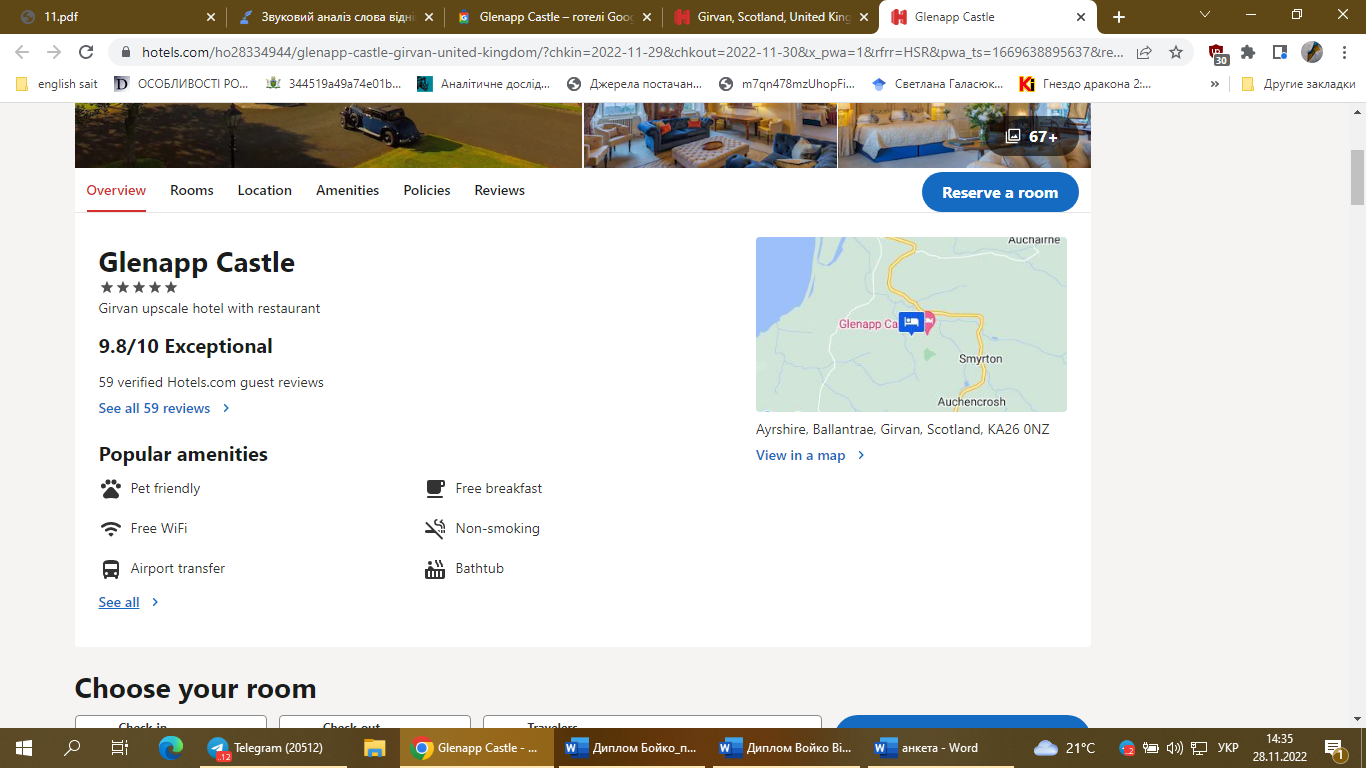 11.pdf
Звуковий аналіз слова відн
Glenapp Castle – готелі Goo
Girvan, Scotland, United King
Glenapp Castle
hotels.com/ho28334944/glenapp-castle-girvan-united-kingdom/?chkin=2022-11-29&chkout=2022-11-30&x_pwa=1&rfrr=HSR&pwa_ts=1669638895637&re...
30
english sait
ОСОБЛИВОСТІ РО...
344519a49a74e01b...
Аналітичне дослід...
Джерела постачан...
m7qn478mzUhopFi...
Светлана Галасюк...
Гнездо дракона 2:...
»
Другие закладки
67+
Overview
Rooms
Location
Amenities
Policies
Reviews
Reserve a room
Glenapp Castle
Girvan upscale hotel with restaurant
9.8/10 Exceptional
59 verified Hotels.com guest reviews
See all 59 reviews
Auchairne
Glenapp Ca
Smyrton
Auchencrosh
Ayrshire, Ballantrae, Girvan, Scotland, KA26 0NZ
View in a map
Popular amenities
Pet friendly
Free breakfast
Free WiFi
Non-smoking
Airport transfer
Bathtub
See all
Choose your room
Check-in
Check-out
Travelers
..12
Telegram (20512)
Glenapp Castle - ...
Диплом Бойко_п...
Диплом Войко Ві...
анкета - Word
21°C
2
УКР
14:35
28.11.2022
1